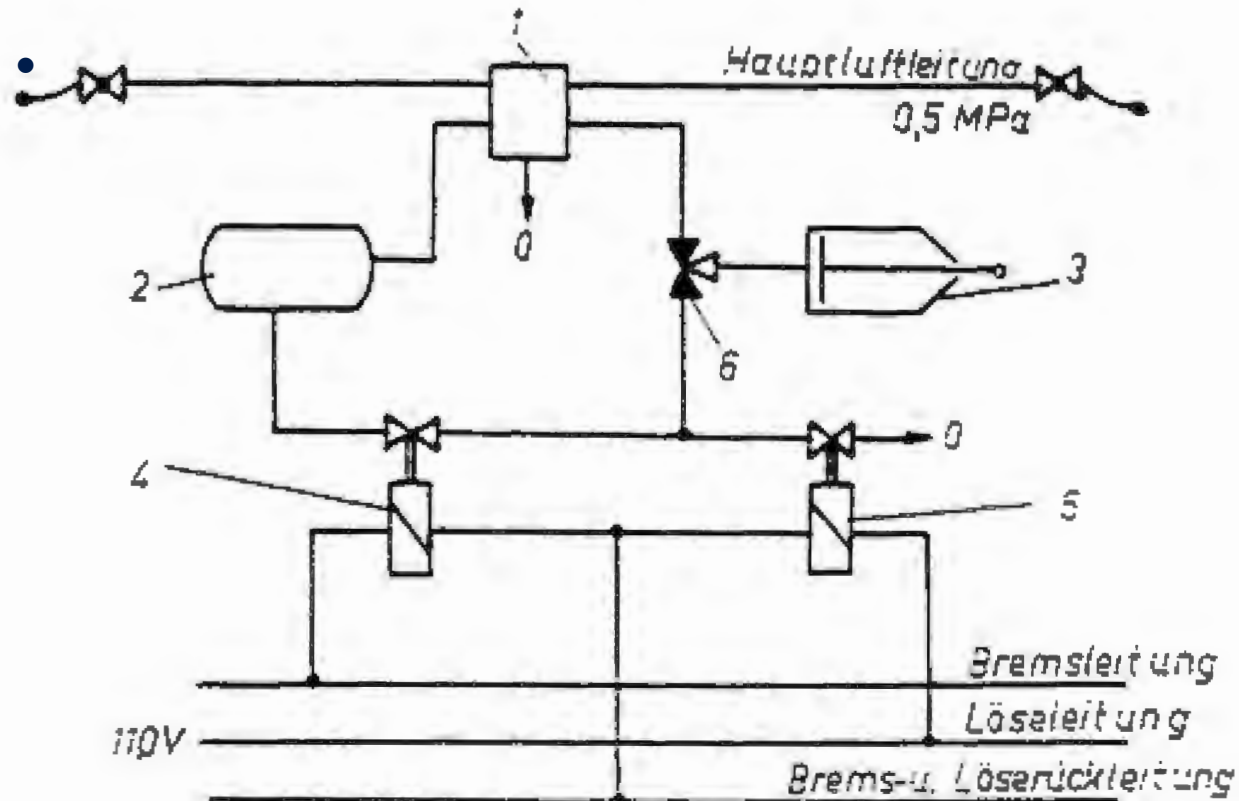 1
Hauptluftleitung
0,5 MPa
0
2
3
6
0
4
5
Bremsleitung
Löseleitung
110V
Brems-u. Löserückleitung